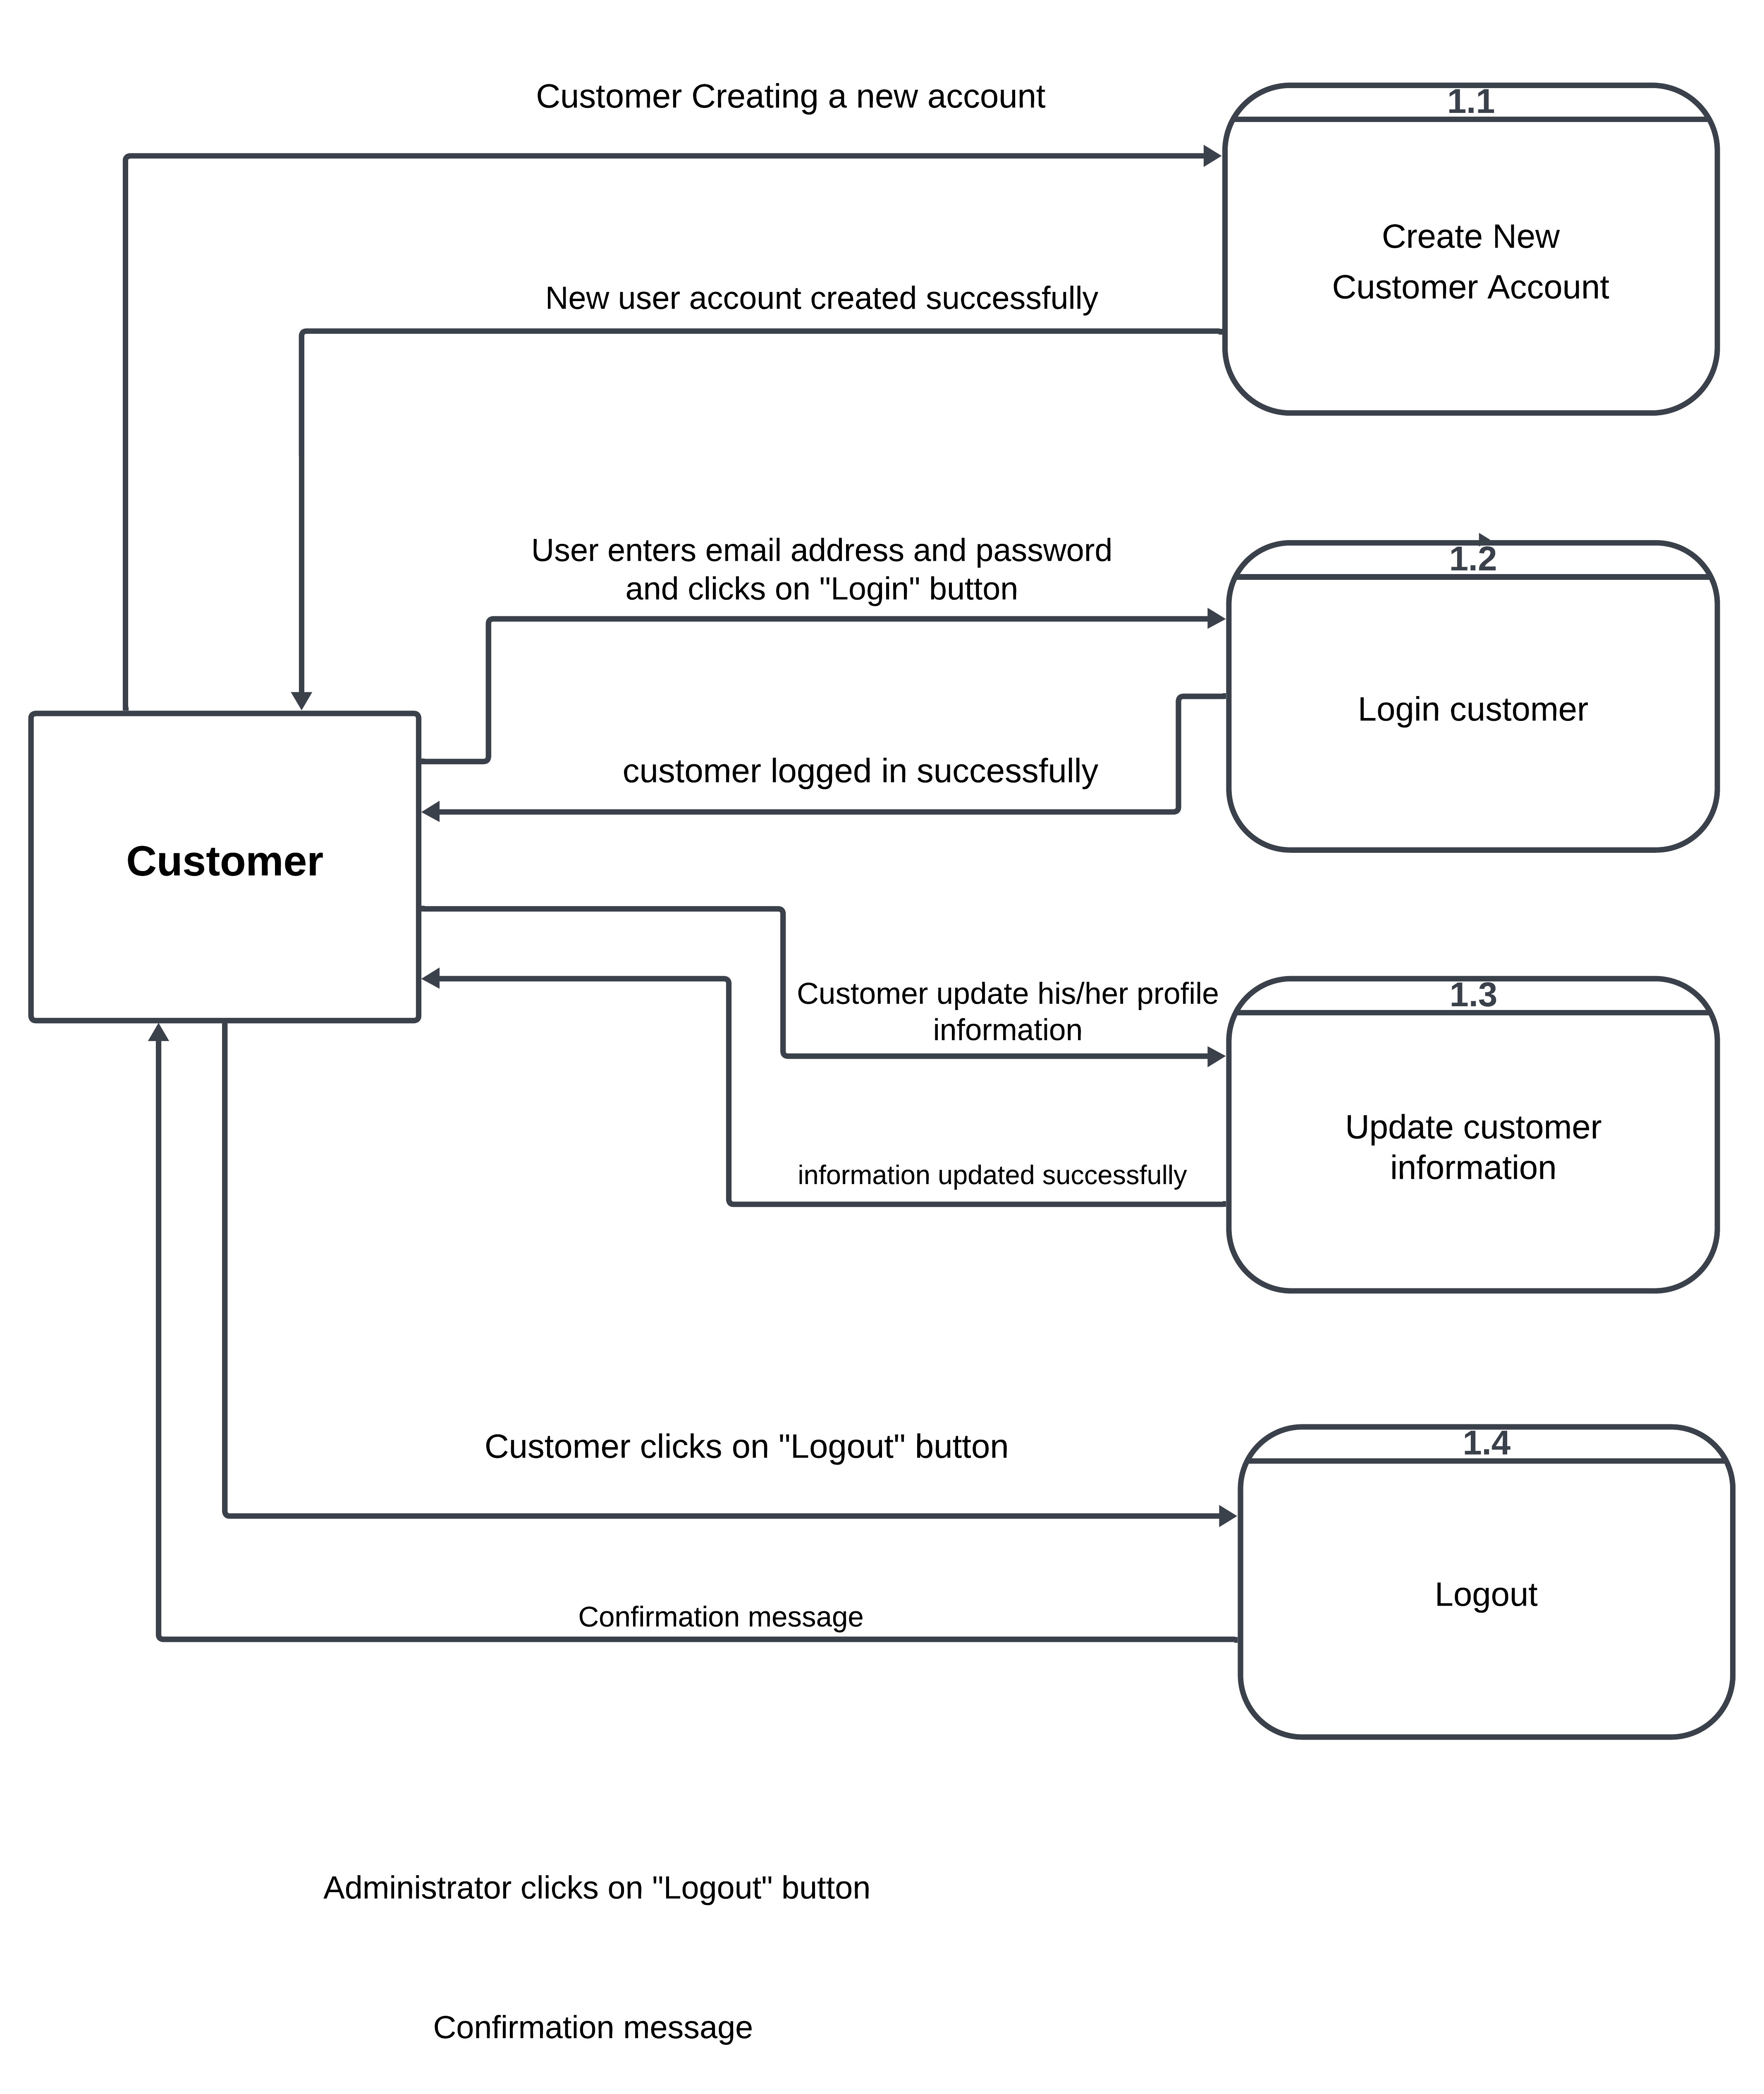 Customer Creating a new account
1.1
Create New
Customer Account
New user account created successfully
User enters email address and password
and clicks on "Login" button
1.2
Login customer
customer logged in successfully
Customer
Customer update his/her profile
information
1.3
Update customer
information
information updated successfully
Customer clicks on "Logout" button
1.4
Logout
Confirmation message
Administrator clicks on "Logout" button
Confirmation message